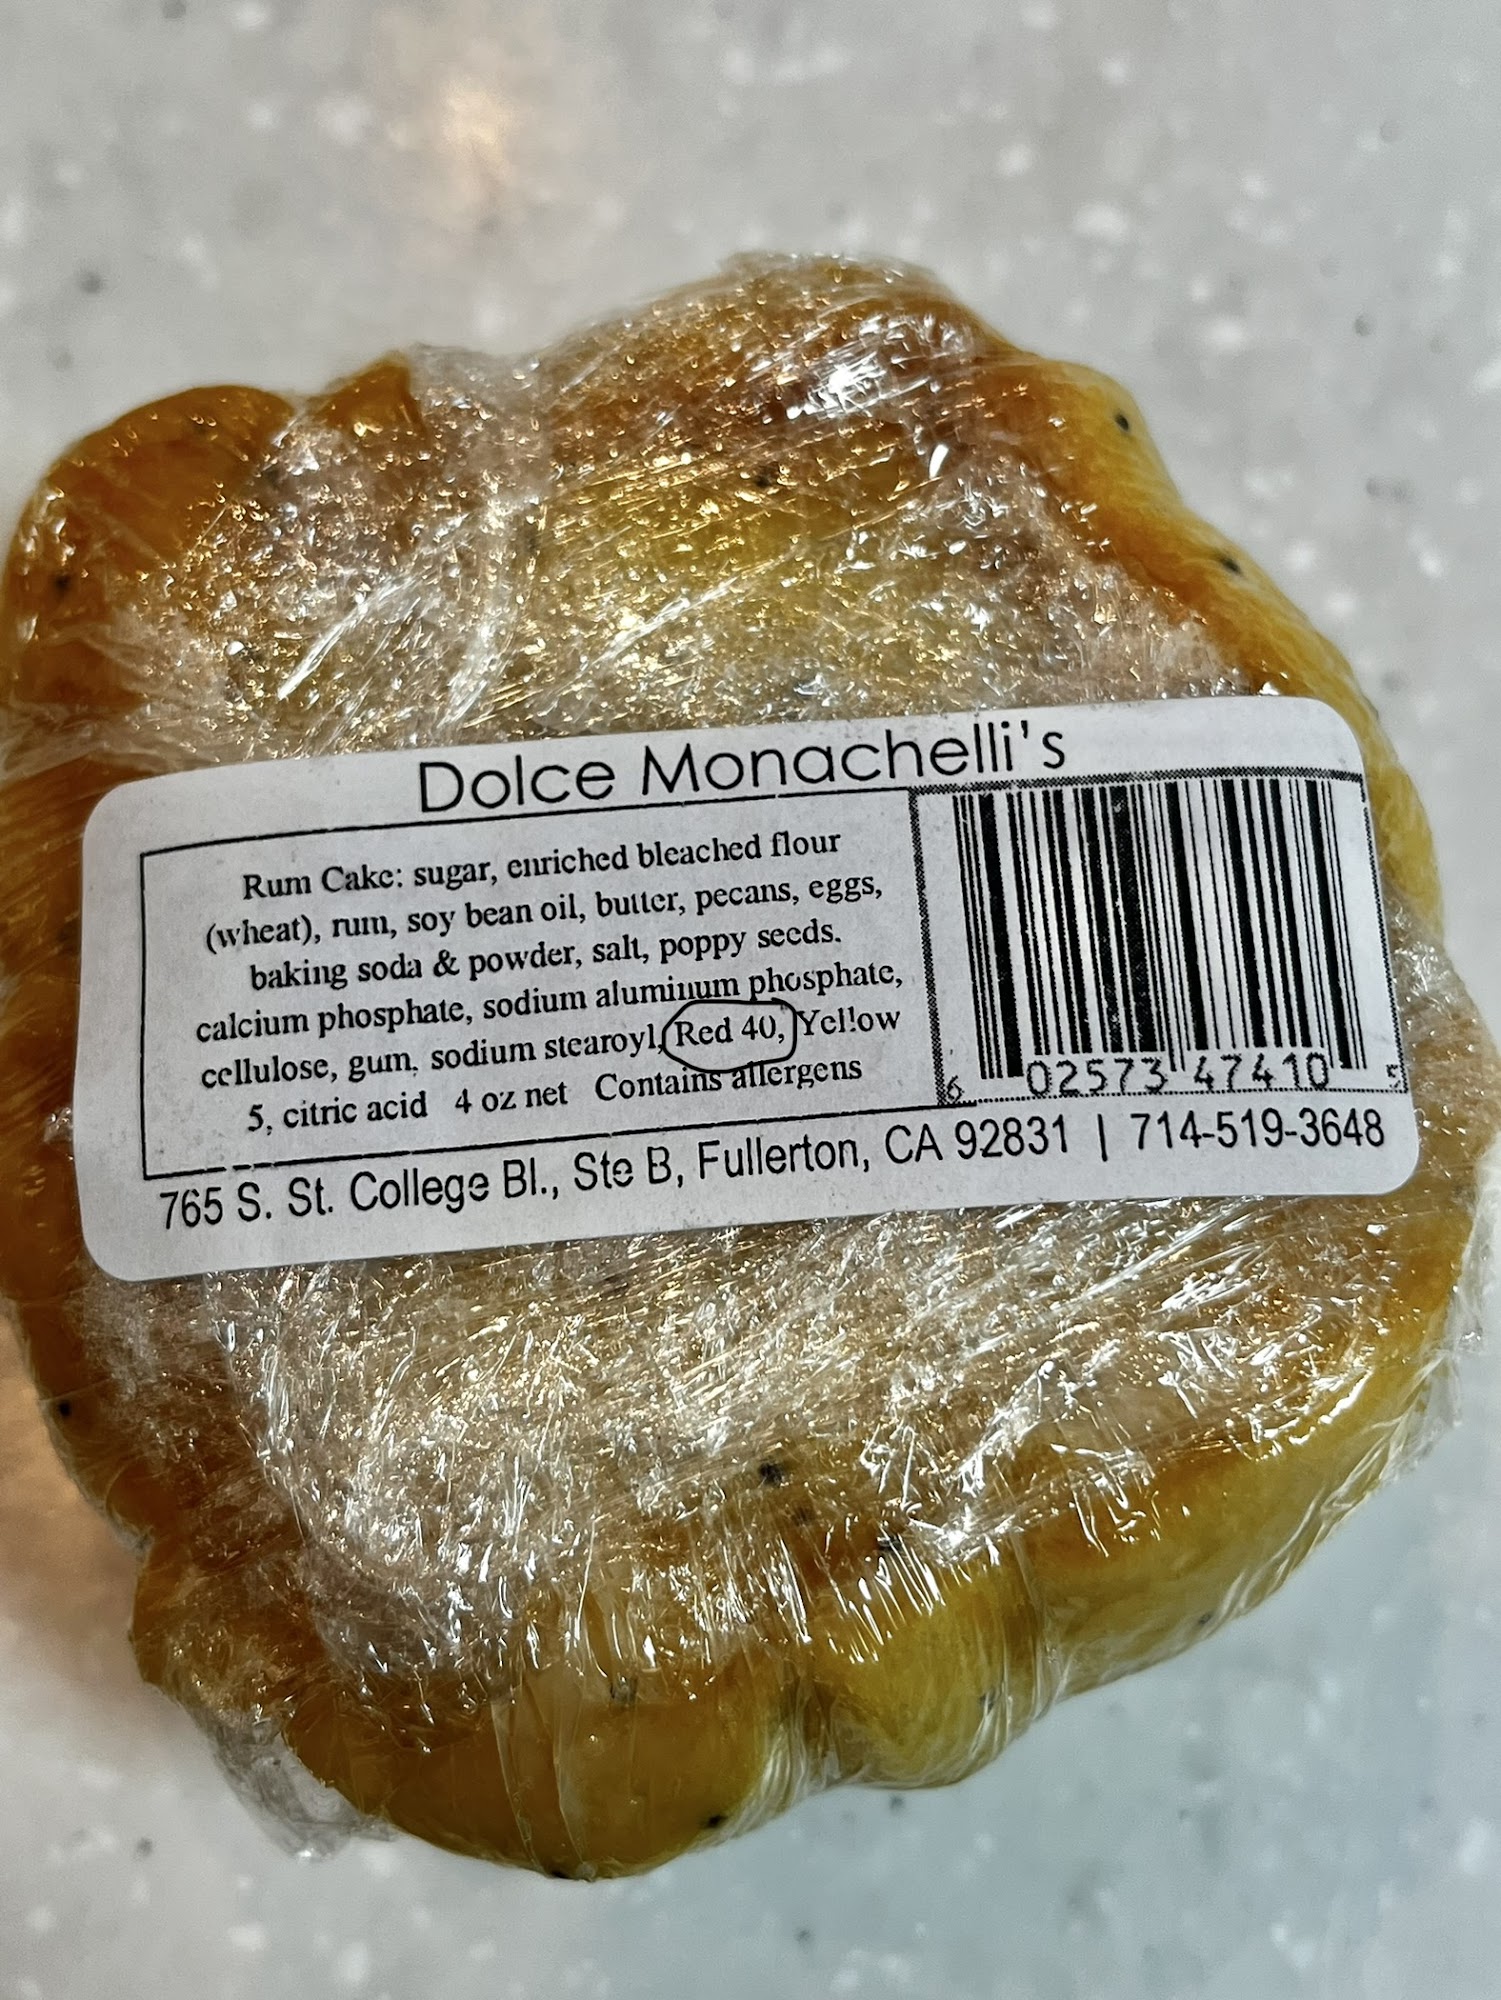 Dolce Monachelli's
Rum Cake: sugar, enriched bleached flour
(wheat), rum, soy bean oil, butter, pecans, eggs,
baking soda & powder, salt, poppy seeds.
calcium phosphate, sodium aluminum phosphate,
cellulose, gum, sodium stearoyl, Red 40, Yellow
5, citric acid 4 oz net Contains allergens
6 02573 47410 5
765 S. St. College Bl., Ste B, Fullerton, CA 92831 | 714-519-3648